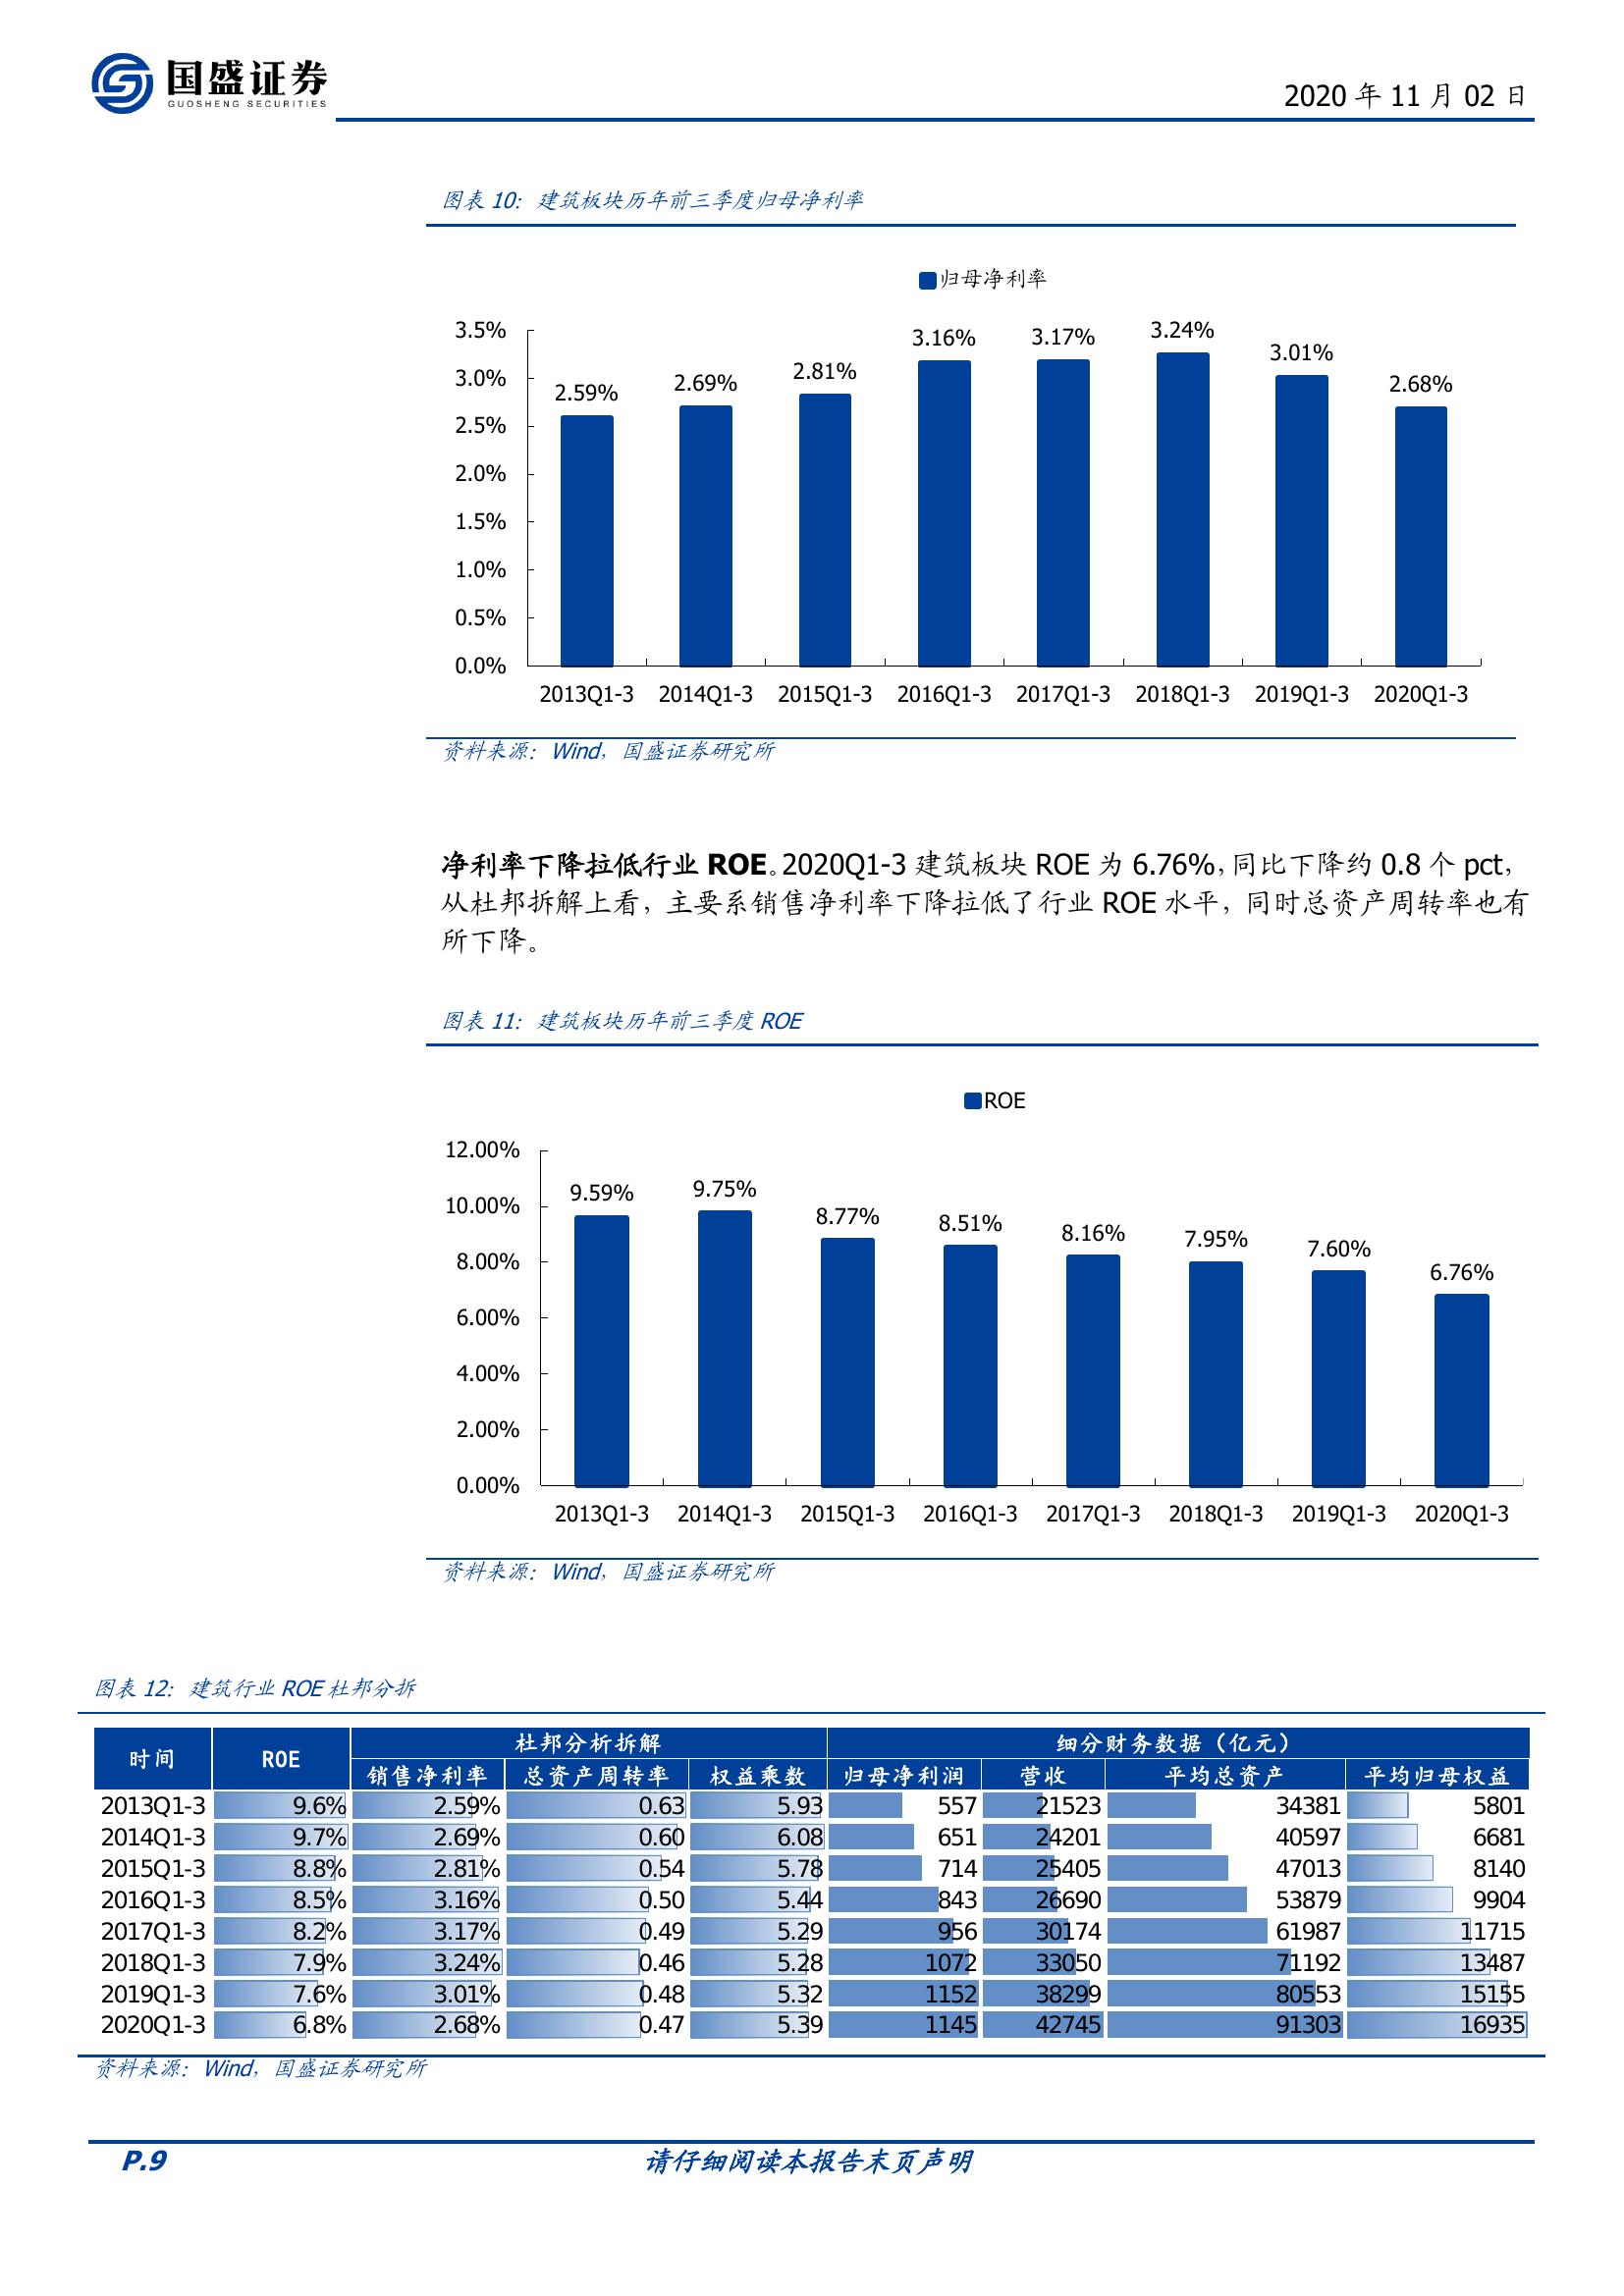 国盛证券
GUOSHENG SECURITIES
2020 年 11 月 02 日
图表 10：建筑板块历年前三季度归母净利率
归母净利率
3.5%
3.0%
2.5%
2.0%
1.5%
1.0%
0.5%
0.0%
2.59%
2.69%
2.81%
3.16%
3.17%
3.24%
3.01%
2.68%
2013Q1-3 2014Q1-3 2015Q1-3 2016Q1-3 2017Q1-3 2018Q1-3 2019Q1-3 2020Q1-3
资料来源：Wind，国盛证券研究所
净利率下降拉低行业 ROE。2020Q1-3 建筑板块 ROE 为 6.76%，同比下降约 0.8 个 pct，
从杜邦拆解上看，主要系销售净利率下降拉低了行业 ROE 水平，同时总资产周转率也有
所下降。
图表 11：建筑板块历年前三季度 ROE
ROE
12.00%
10.00%
8.00%
6.00%
4.00%
2.00%
0.00%
9.59%
9.75%
8.77%
8.51%
8.16%
7.95%
7.60%
6.76%
2013Q1-3 2014Q1-3 2015Q1-3 2016Q1-3 2017Q1-3 2018Q1-3 2019Q1-3 2020Q1-3
资料来源：Wind，国盛证券研究所
图表 12：建筑行业 ROE 杜邦分拆
时间 ROE 杜邦分析拆解 细分财务数据（亿元）
销售净利率 总资产周转率 权益乘数 归母净利润 营收 平均总资产 平均归母权益
2013Q1-3 9.6% 2.59% 0.63 5.93 557 21523 34381 5801
2014Q1-3 9.7% 2.69% 0.60 6.08 651 24201 40597 6681
2015Q1-3 8.8% 2.81% 0.54 5.78 714 25405 47013 8140
2016Q1-3 8.5% 3.16% 0.50 5.44 843 26690 53879 9904
2017Q1-3 8.2% 3.17% 0.49 5.29 956 30174 61987 11715
2018Q1-3 7.9% 3.24% 0.46 5.28 1072 33050 71192 13487
2019Q1-3 7.6% 3.01% 0.48 5.32 1152 38299 80553 15155
2020Q1-3 6.8% 2.68% 0.47 5.39 1145 42745 91303 16935
资料来源：Wind，国盛证券研究所
P.9 请仔细阅读本报告末页声明